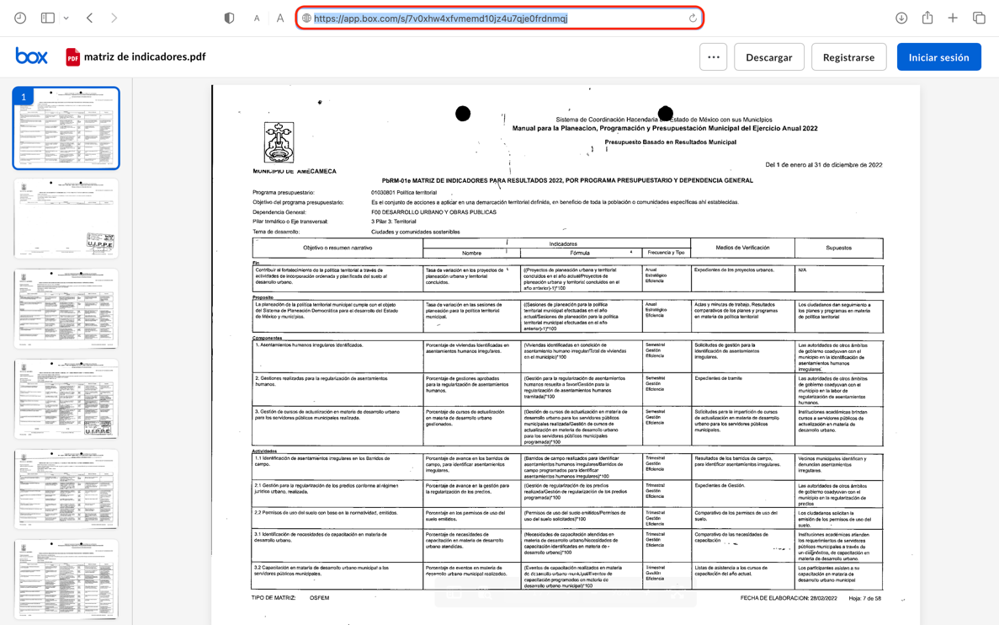 A A https://app.box.com/s/7v0xhw4xfvmemd10jz4u7qje0frdnmqj
box PDF matriz de indicadores.pdf ... Descargar Registrarse Iniciar sesión
1
U.I.P.P.E.
U.I.P.P.E.
Sistema de Coordinación Hacendaria Estado de México con sus Municipios
Manual para la Planeacion, Programación y Presupuestación Municipal del Ejercicio Anual 2022
Presupuesto Basado en Resultados Municipal
Del 1 de enero al 31 de diciembre de 2022
MUNICIPIO DE AMECAMECA
PbRM-01e MATRIZ DE INDICADORES PARA RESULTADOS 2022, POR PROGRAMA PRESUPUESTARIO Y DEPENDENCIA GENERAL
Programa presupuestario: 01030801 Política territorial
Objetivo del programa presupuestario: Es el conjunto de acciones a aplicar en una demarcación territorial definida, en beneficio de toda la población o comunidades específicas ahí establecidas.
Dependencia General: F00 DESARROLLO URBANO Y OBRAS PUBLICAS
Pilar temático o Eje transversal: 3 Pilar 3: Territorial
Tema de desarrollo: Ciudades y comunidades sostenibles
Objetivo o resumen narrativo
Indicadores
Nombre Fórmula Frecuencia y Tipo
Medios de Verificación
Supuestos
Fin
Contribuir al fortalecimiento de la política territorial a través de
actividades de incorporación ordenada y planificada del suelo al
desarrollo urbano.
Tasa de variación en los proyectos de
planeación urbana y territorial
concluidos.
((Proyectos de planeación urbana y territorial
concluidos en el año actual/Proyectos de
planeación urbana y territorial concluidos en el
año anterior)-1)*100
Anual
Estratégico
Eficiencia
Expedientes de los proyectos urbanos.
N/A
Proposito
La planeación de la política territorial municipal cumple con el objeto
del Sistema de Planeación Democrática para el desarrollo del Estado
de México y municipios.
Tasa de variación en las sesiones de
planeación para la política territorial
municipal.
((Sesiones de planeación para la política
territorial municipal efectuadas en el año
actual/Sesiones de planeación para la política
territorial municipal efectuadas en el año
anterior)-1)*100
Anual
Estratégico
Eficiencia
Actas y minutas de trabajo. Resultados
comparativos de los planes y programas
en materia de política territorial
Los ciudadanos dan seguimiento a
los planes y programas en materia
de política territorial
Componentes
1. Asentamientos humanos irregulares identificados.
Porcentaje de viviendas identificadas en
asentamientos humanos irregulares.
(Viviendas identificadas en condición de
asentamiento humano irregular/Total de viviendas
en el municipio)*100
Semestral
Gestión
Eficiencia
Solicitudes de gestión para la
identificación de asentamientos
irregulares.
Las autoridades de otros ámbitos
de gobierno coadyuvan con el
municipio en la identificación de
asentamientos humanos
irregulares.
2. Gestiones realizadas para la regularización de asentamientos
humanos.
Porcentaje de gestiones aprobadas
para la regularización de asentamientos
humanos.
(Gestión para la regularización de asentamientos
humanos resuelta a favor/Gestión para la
regularización de asentamientos humanos
tramitada)*100
Semestral
Gestión
Eficiencia
Expedientes de tramite
Las autoridades de otros ámbitos
de gobierno coadyuvan con el
municipio en la labor de
regularización de asentamientos
humanos.
3. Gestión de cursos de actualización en materia de desarrollo urbano
para los servidores públicos municipales realizada.
Porcentaje de cursos de actualización
en materia de desarrollo urbano
gestionados.
(Gestión de cursos de actualización en materia de
desarrollo urbano para los servidores públicos
municipales realizada/Gestión de cursos de
actualización en materia de desarrollo urbano
para los servidores públicos municipales
programada)*100
Semestral
Gestión
Eficiencia
Solicitudes para la impartición de cursos
de actualización en materia de desarrollo
urbano para los servidores públicos
municipales.
Instituciones académicas brindan
cursos a servidores públicos de
actualización en materia de
desarrollo urbano.
Actividades
1.1 Identificación de asentamientos irregulares en los Barridos de
campo.
Porcentaje de avance en los barridos de
campo, para identificar asentamientos
irregulares.
(Barridos de campo realizados para identificar
asentamientos humanos irregulares/Barridos de
campo programados para identificar
asentamientos humanos irregulares)*100
Trimestral
Gestión
Eficiencia
Resultados de los barridos de campo,
para identificar asentamientos irregulares.
Vecinos municipales identifican y
denuncian asentamientos
irregulares.
2.1 Gestión para la regularización de los predios conforme al régimen
jurídico urbano, realizada.
Porcentaje de avance en la gestión para
la regularización de los predios.
(Gestión de regularización de los predios
realizada/Gestión de regularización de los predios
programada)*100
Trimestral
Gestión
Eficiencia
Expedientes de Gestión.
Las autoridades de otros ámbitos
de gobierno coadyuvan con el
municipio en la regularización de
predios
2.2 Permisos de uso del suelo con base en la normatividad, emitidos.
Porcentaje en los permisos de uso del
suelo emitidos.
(Permisos de uso del suelo emitidos/Permisos de
uso del suelo solicitados)*100
Trimestral
Gestión
Eficiencia
Comparativo de los permisos de uso del
suelo.
Los ciudadanos solicitan la
emisión de los permisos de uso del
suelo.
3.1 Identificación de necesidades de capacitación en materia de
desarrollo urbano.
Porcentaje de necesidades de
capacitación en materia de desarrollo
urbano atendidas.
(Necesidades de capacitación atendidas en
materia de desarrollo urbano/Necesidades de
capacitación identificadas en materia de
desarrollo urbano)*100
Trimestral
Gestión
Eficiencia
Comparativo de las necesidades de
capacitación
Instituciones académicas atienden
los requerimientos de servidores
públicos municipales a través de
un diagnóstico, de capacitación en
materia de desarrollo urbano.
3.2 Capacitación en materia de desarrollo urbano municipal a los
servidores públicos municipales.
Porcentaje de eventos en materia de
desarrollo urbano municipal realizados.
(Eventos de capacitación realizados en materia
de desarrollo urbano municipal/Eventos de
capacitación programados en materia de
desarrollo urbano municipal)*100
Trimestral
Gestión
Eficiencia
Listas de asistencia a los cursos de
capacitación del año actual.
Los participantes asisten a su
capacitación en materia de
desarrollo urbano municipal
TIPO DE MATRIZ: OSFEM FECHA DE ELABORACION: 28/02/2022 Hoja: 7 de 58